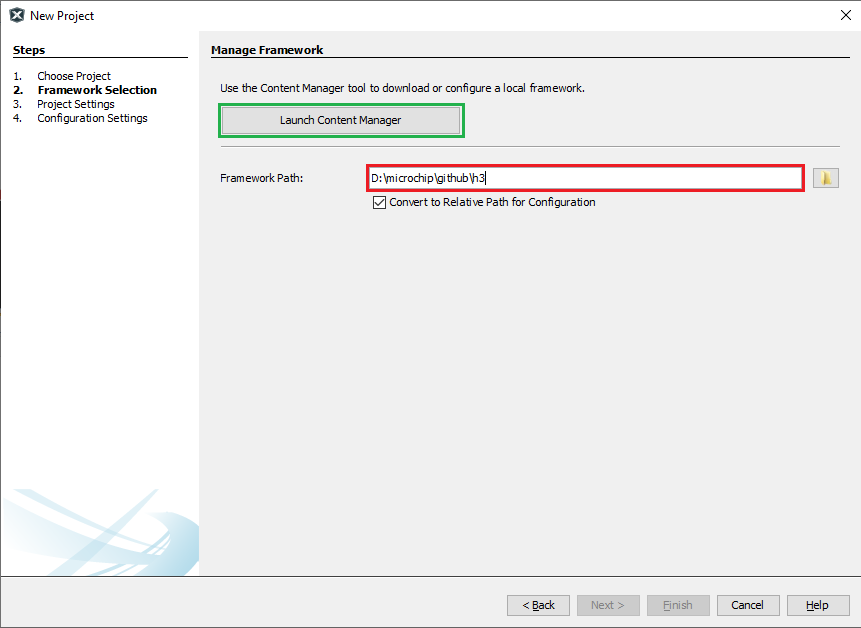 New Project
Steps
1. Choose Project
2. Framework Selection
3. Project Settings
4. Configuration Settings
Manage Framework
Use the Content Manager tool to download or configure a local framework.
Launch Content Manager
Framework Path: D:\microchip\github\h3
Convert to Relative Path for Configuration
< Back Next > Finish Cancel Help